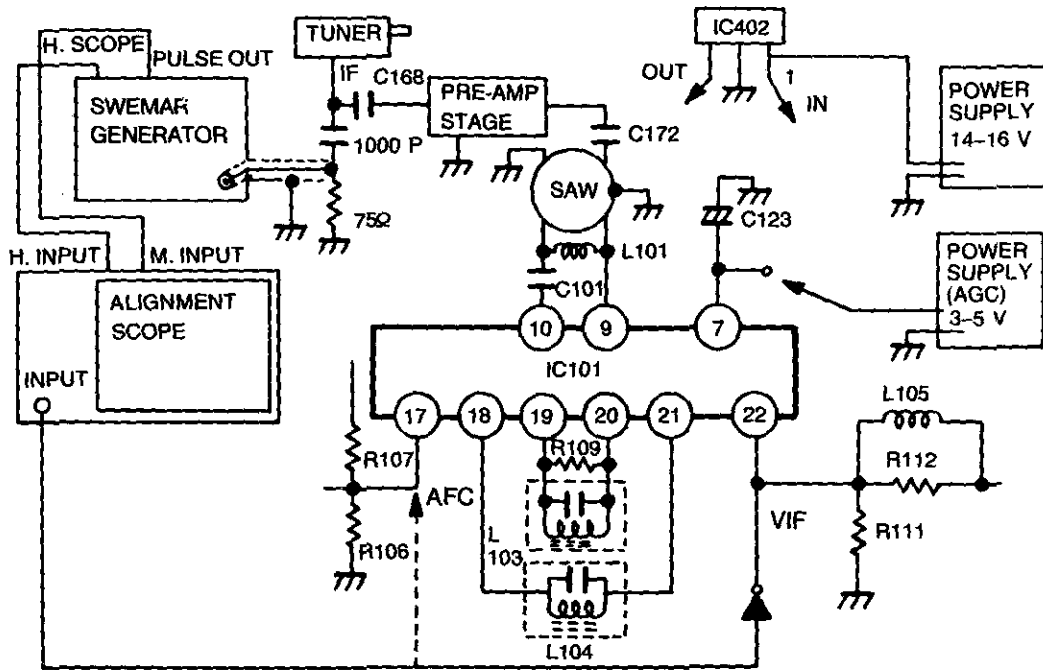 H. SCOPE
PULSE OUT
SWEMAR
GENERATOR
TUNER
IF
C168
1000 P
75Ω
PRE-AMP
STAGE
C172
SAW
L101
C101
IC402
OUT
1
IN
POWER
SUPPLY
14–16 V
C123
POWER
SUPPLY
(AGC)
3–5 V
H. INPUT
M. INPUT
ALIGNMENT
SCOPE
INPUT
10
9
7
IC101
17
18
19
20
21
22
R107
R106
AFC
R109
L
103
L104
VIF
L105
R112
R111